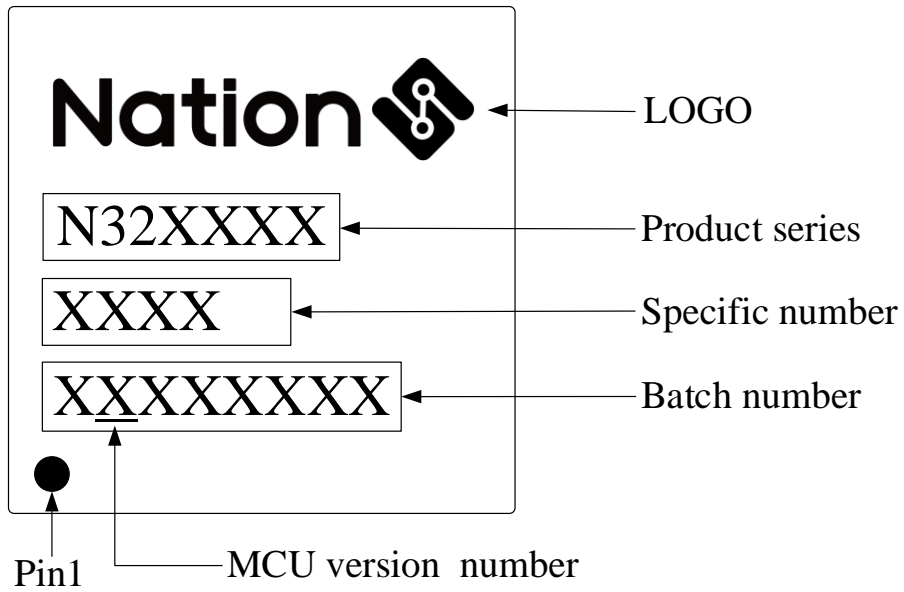 Nation
LOGO
N32XXXX
Product series
XXXX
Specific number
XXXXXXXX
Batch number
Pin1
MCU version number